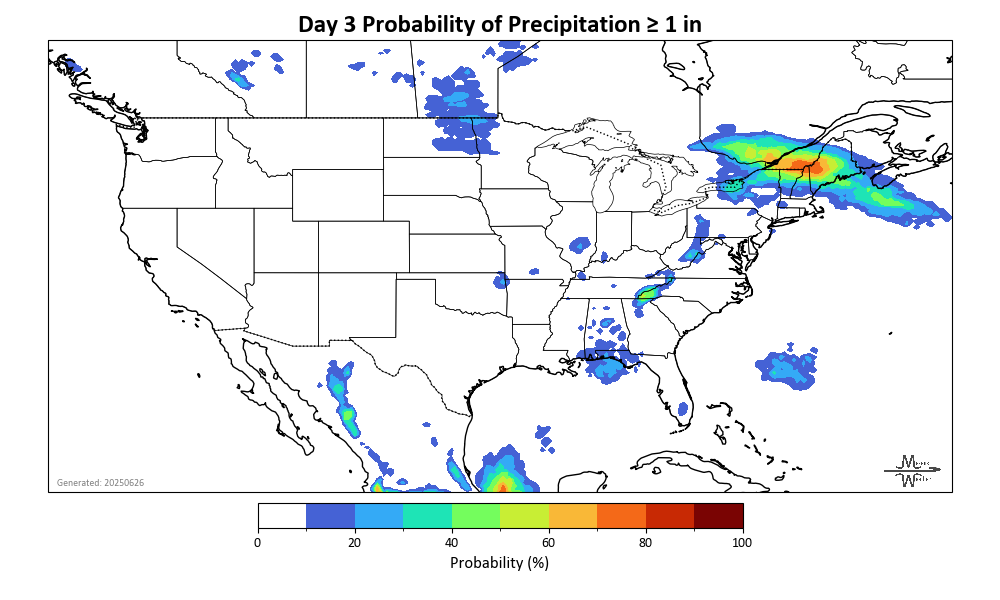 Day 3 Probability of Precipitation ≥ 1 in
Generated: 20250626
0 20 40 60 80 100
Probability (%)